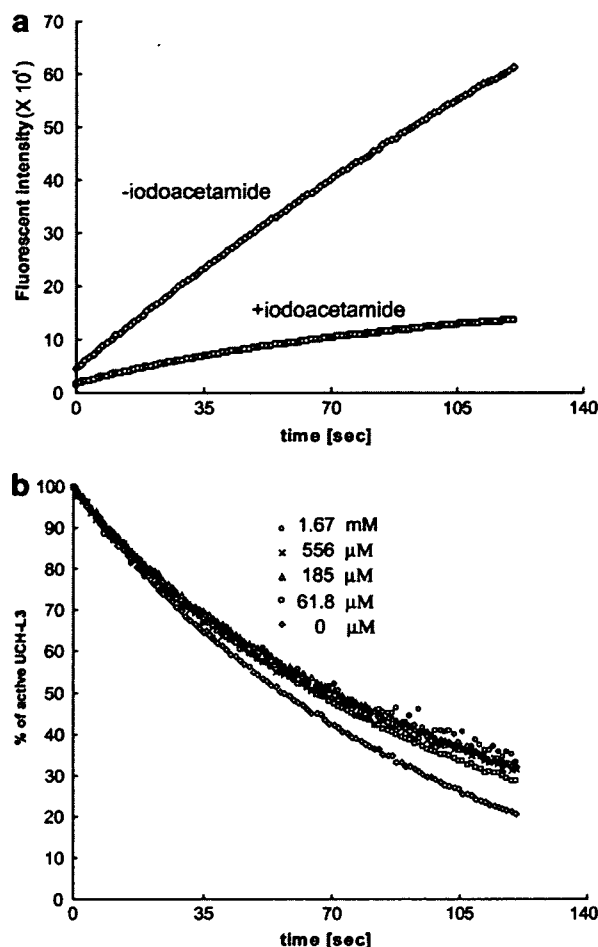 a
Fluorescent intensity (X 10⁴)
70
60
50
40
30
20
10
0
-iodoacetamide
+iodoacetamide
0 35 70 105 140
time [sec]
b
% of active UCH-L3
100
90
80
70
60
50
40
30
20
10
0
1.67 mM
556 μM
185 μM
61.8 μM
0 μM
0 35 70 105 140
time [sec]